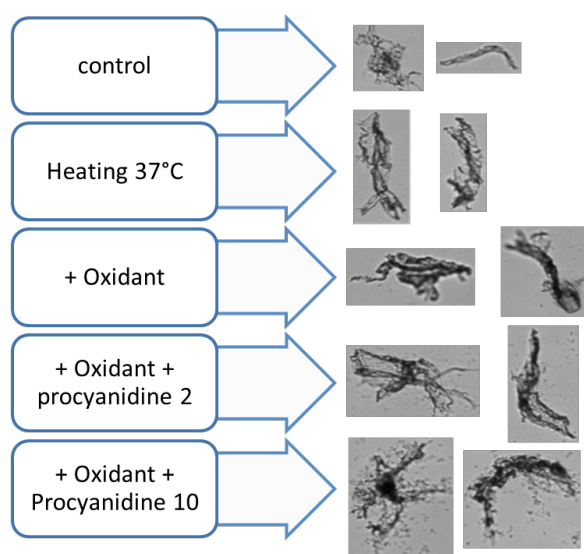 control
Heating 37°C
+ Oxidant
+ Oxidant +
procyanidine 2
+ Oxidant +
Procyanidine 10